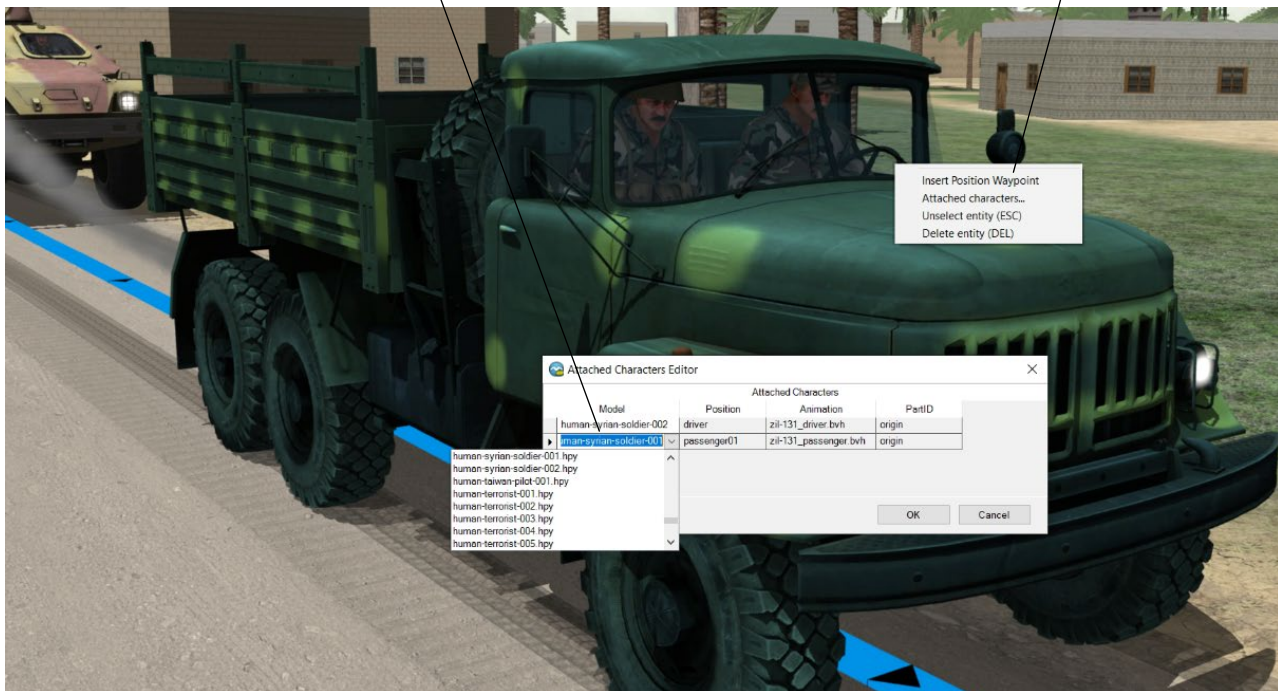 Insert Position Waypoint
Attached characters...
Unselect entity (ESC)
Delete entity (DEL)
Attached Characters Editor
Attached Characters
Model Position Animation PartID
human-syrian-soldier-002 driver zil-131_driver.bvh origin
uman-syrian-soldier-001 passenger01 zil-131_passenger.bvh origin
human-syrian-soldier-001.hpy
human-syrian-soldier-002.hpy
human-taiwan-pilot-001.hpy
human-terrorist-001.hpy
human-terrorist-002.hpy
human-terrorist-003.hpy
human-terrorist-004.hpy
human-terrorist-005.hpy
OK Cancel